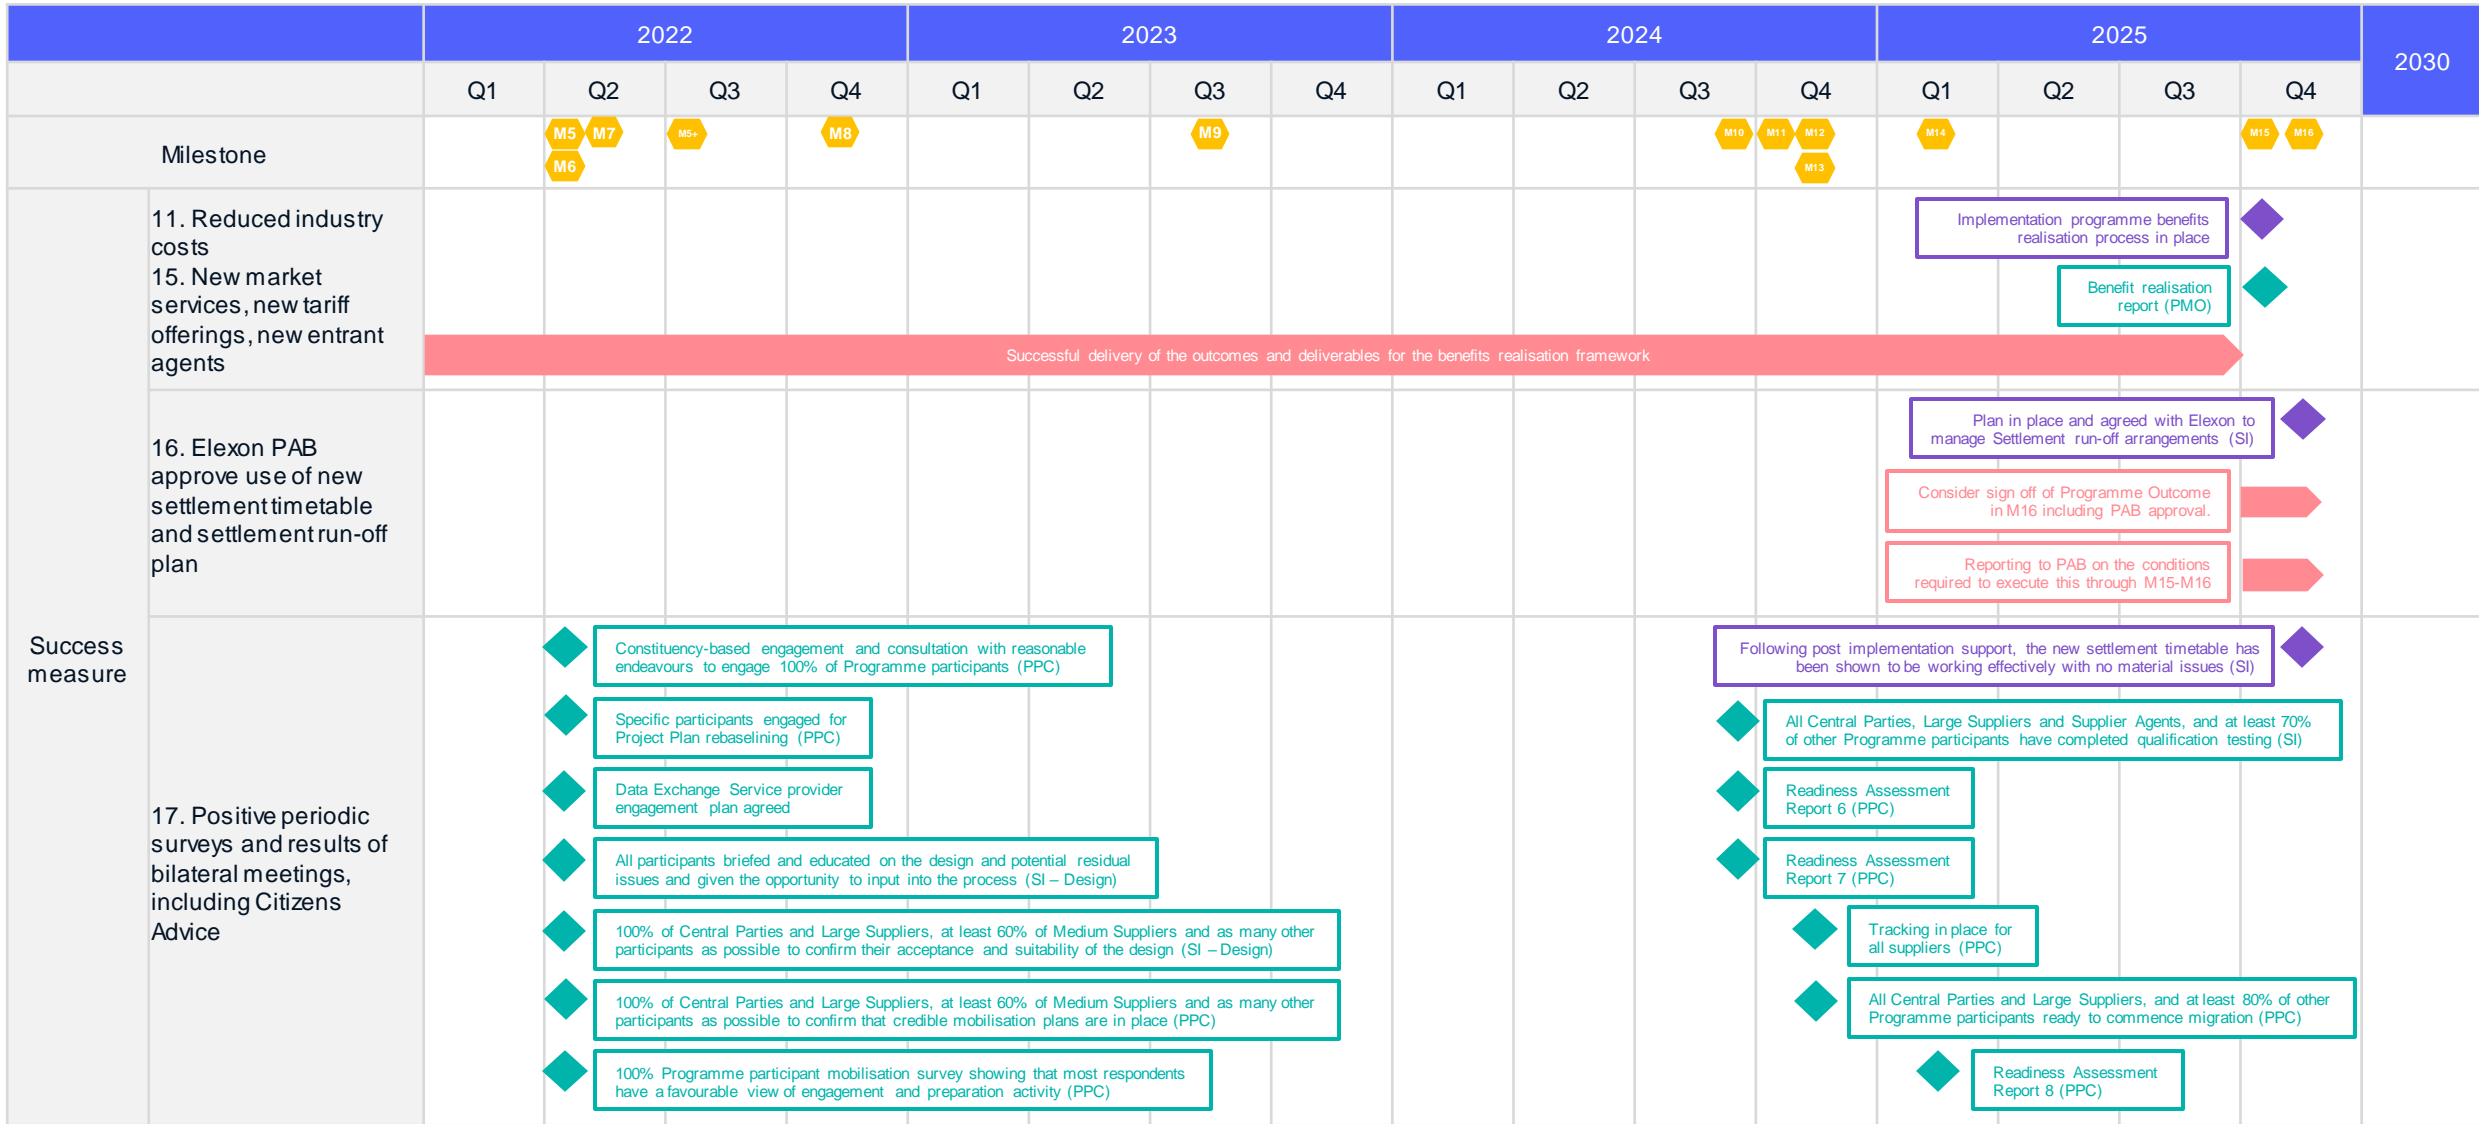 2022
2023
2024
2025
2030
Q1
Q2
Q3
Q4
Q1
Q2
Q3
Q4
Q1
Q2
Q3
Q4
Q1
Q2
Q3
Q4
Milestone
M5
M7
M5+
M8
M9
M10
M11
M12
M14
M15
M16
M6
M13
Success
measure
11. Reduced industry
costs
15. New market
services, new tariff
offerings, new entrant
agents
Implementation programme benefits
realisation process in place
Benefit realisation
report (PMO)
Successful delivery of the outcomes and deliverables for the benefits realisation framework
16. Elexon PAB
approve use of new
settlement timetable
and settlement run-off
plan
Plan in place and agreed with Elexon to
manage Settlement run-off arrangements (SI)
Consider sign off of Programme Outcome
in M16 including PAB approval.
Reporting to PAB on the conditions
required to execute this through M15-M16
17. Positive periodic
surveys and results of
bilateral meetings,
including Citizens
Advice
Constituency-based engagement and consultation with reasonable
endeavours to engage 100% of Programme participants (PPC)
Specific participants engaged for
Project Plan rebaselining (PPC)
Data Exchange Service provider
engagement plan agreed
All participants briefed and educated on the design and potential residual
issues and given the opportunity to input into the process (SI – Design)
100% of Central Parties and Large Suppliers, at least 60% of Medium Suppliers and as many other
participants as possible to confirm their acceptance and suitability of the design (SI – Design)
100% of Central Parties and Large Suppliers, at least 60% of Medium Suppliers and as many other
participants as possible to confirm that credible mobilisation plans are in place (PPC)
100% Programme participant mobilisation survey showing that most respondents
have a favourable view of engagement and preparation activity (PPC)
Following post implementation support, the new settlement timetable has
been shown to be working effectively with no material issues (SI)
All Central Parties, Large Suppliers and Supplier Agents, and at least 70%
of other Programme participants have completed qualification testing (SI)
Readiness Assessment
Report 6 (PPC)
Readiness Assessment
Report 7 (PPC)
Tracking in place for
all suppliers (PPC)
All Central Parties and Large Suppliers, and at least 80% of other
Programme participants ready to commence migration (PPC)
Readiness Assessment
Report 8 (PPC)